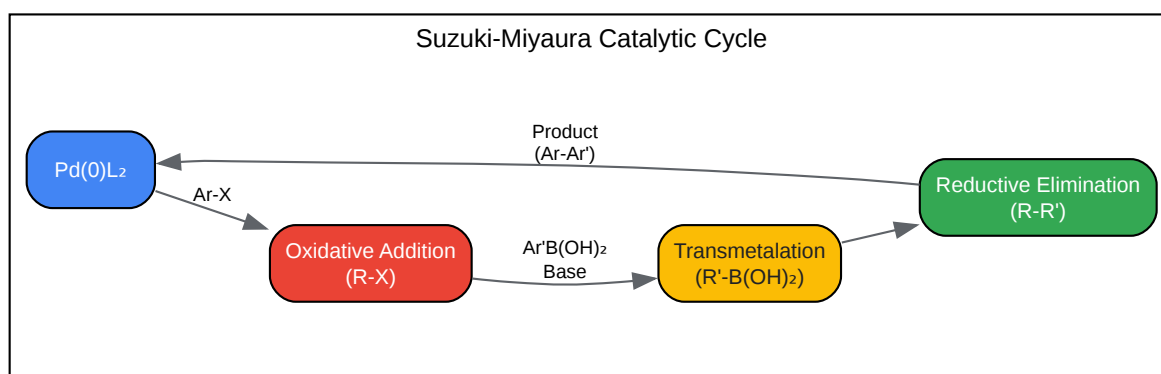 Suzuki-Miyaura Catalytic Cycle
Product
(Ar-Ar')
Pd(0)L₂
Ar-X
Reductive Elimination
(R-R')
Oxidative Addition
(R-X)
Ar'B(OH)₂
Base
Transmetalation
(R'-B(OH)₂)